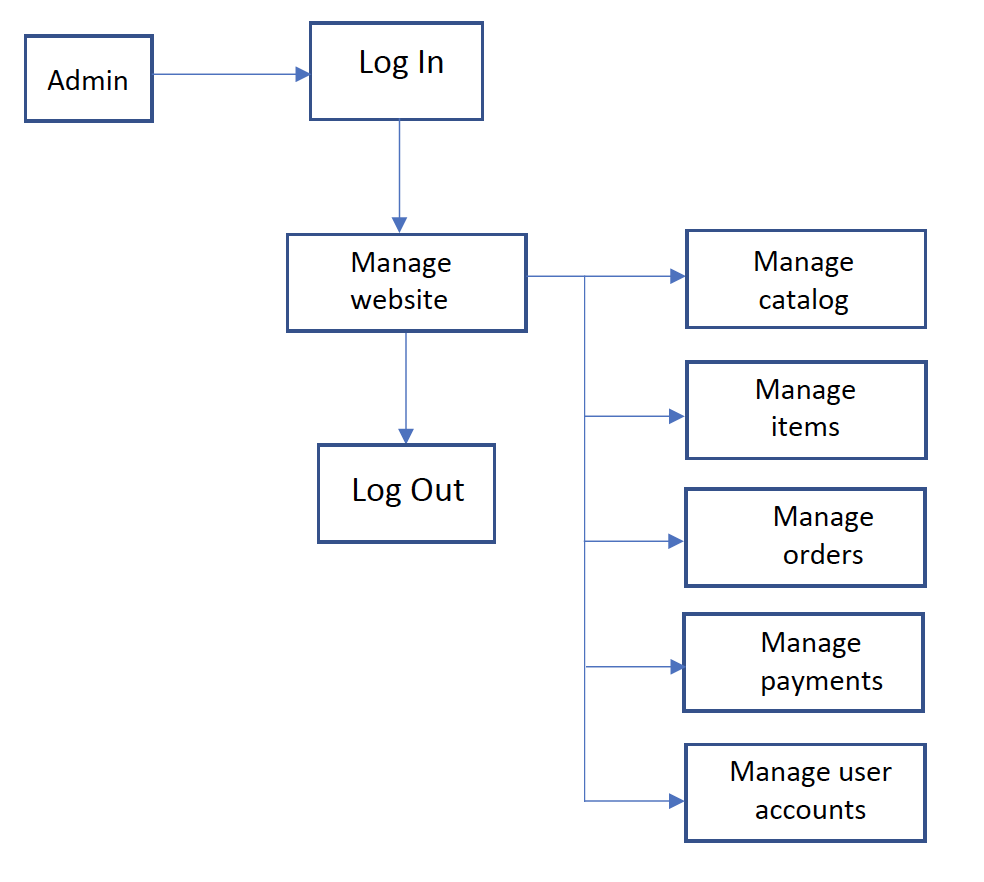 Admin
Log In
Manage
website
Log Out
Manage
catalog
Manage
items
Manage
orders
Manage
payments
Manage user
accounts